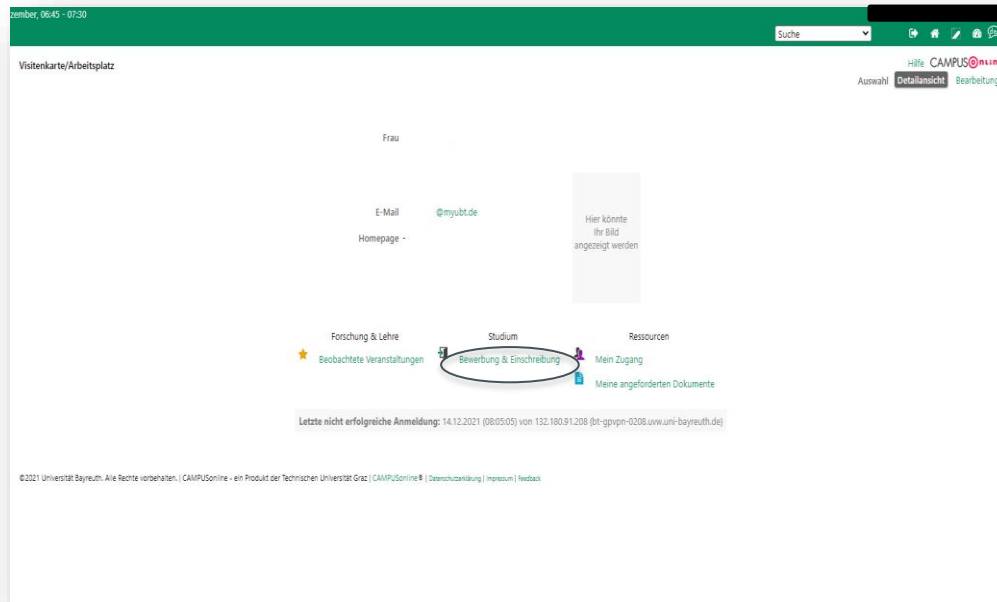 zember, 06:45 - 07:30
Suche
Hilfe CAMPUSonline
Visitenkarte/Arbeitsplatz
Auswahl Detailansicht Bearbeitung
Frau
E-Mail @myubt.de
Homepage -
Hier könnte
Ihr Bild
angezeigt werden
Forschung & Lehre Studium Ressourcen
Beobachtete Veranstaltungen Bewerbung & Einschreibung Mein Zugang
Meine angeforderten Dokumente
Letzte nicht erfolgreiche Anmeldung: 14.12.2021 (08:05:05) von 132.180.91.208 (bt-gpvpn-0208.uvw.uni-bayreuth.de)
©2021 Universität Bayreuth. Alle Rechte vorbehalten. | CAMPUSonline - ein Produkt der Technischen Universität Graz | CAMPUSonline® | Datenschutzerklärung | Impressum | Feedback